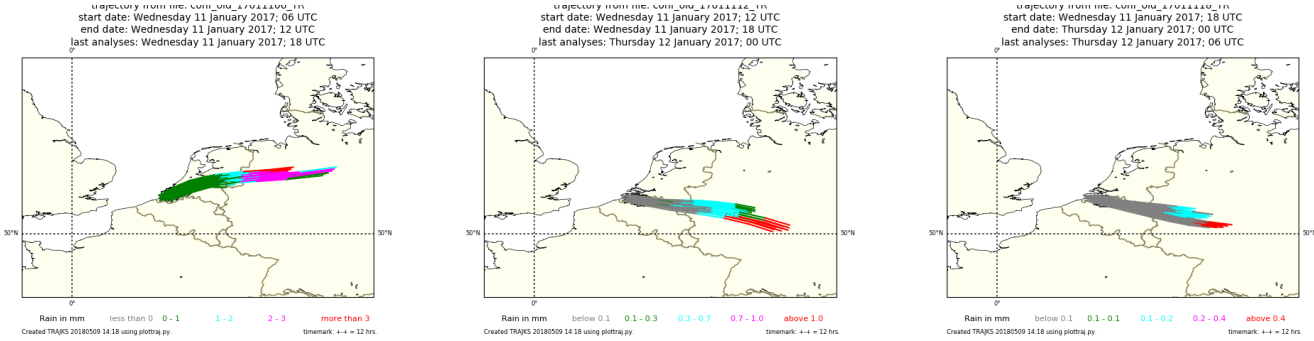 start date: Wednesday 11 January 2017; 06 UTC
end date: Wednesday 11 January 2017; 12 UTC
last analyses: Wednesday 11 January 2017; 18 UTC
0°
50°N
50°N
0°
Rain in mm less than 0 0 - 1 1 - 2 2 - 3 more than 3
Created TRAJKS 20180509 14:18 using plottraj.py. timemark: +-+ = 12 hrs.
start date: Wednesday 11 January 2017; 12 UTC
end date: Wednesday 11 January 2017; 18 UTC
last analyses: Thursday 12 January 2017; 00 UTC
0°
50°N
50°N
0°
Rain in mm below 0.1 0.1 - 0.3 0.3 - 0.7 0.7 - 1.0 above 1.0
Created TRAJKS 20180509 14:18 using plottraj.py. timemark: +-+ = 12 hrs.
start date: Wednesday 11 January 2017; 18 UTC
end date: Thursday 12 January 2017; 00 UTC
last analyses: Thursday 12 January 2017; 06 UTC
0°
50°N
50°N
0°
Rain in mm below 0.1 0.1 - 0.1 0.1 - 0.2 0.2 - 0.4 above 0.4
Created TRAJKS 20180509 14:18 using plottraj.py. timemark: +-+ = 12 hrs.